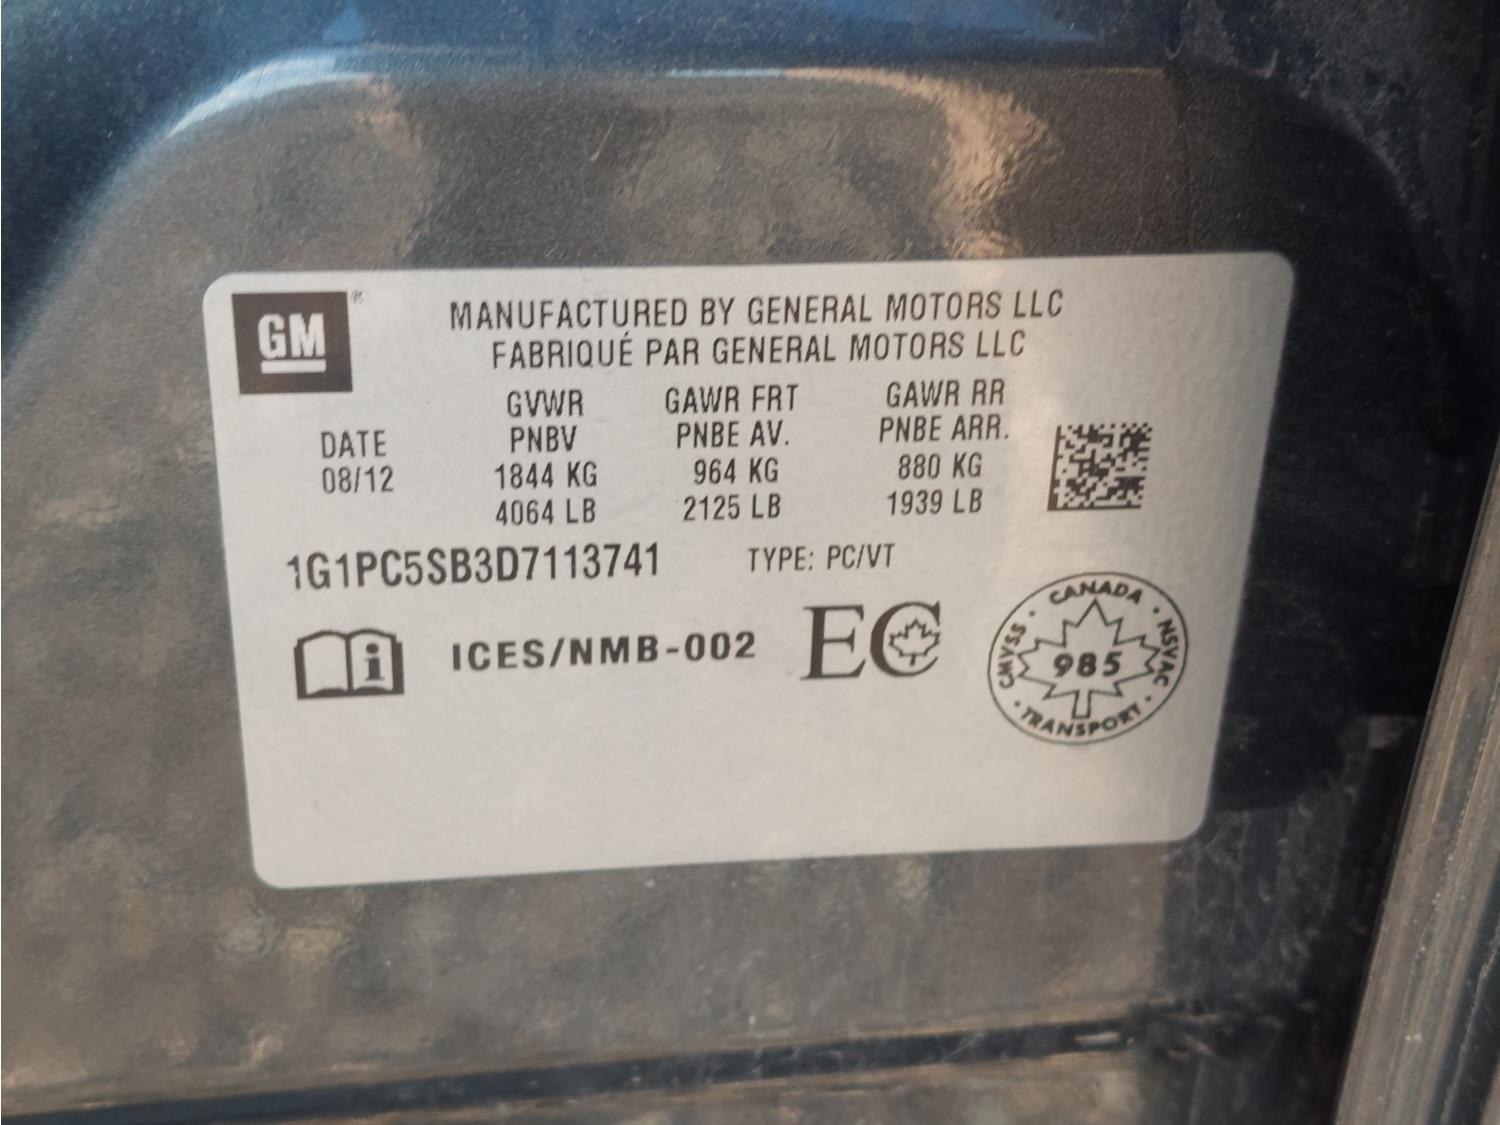 GM ®
MANUFACTURED BY GENERAL MOTORS LLC
FABRIQUÉ PAR GENERAL MOTORS LLC
DATE
08/12
GVWR
PNBV
1844 KG
4064 LB
GAWR FRT
PNBE AV.
964 KG
2125 LB
GAWR RR
PNBE ARR.
880 KG
1939 LB
1G1PC5SB3D7113741 TYPE: PC/VT
i ICES/NMB-002 EC
CANADA
CMVSS · 985 · NSVAC
TRANSPORT